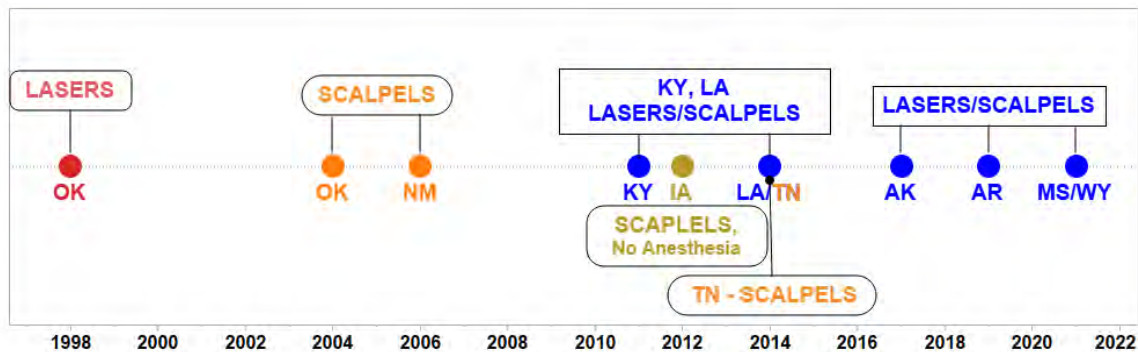 LASERS
SCALPELS
KY, LA
LASERS/SCALPELS
LASERS/SCALPELS
OK
OK
NM
KY
IA
LA/TN
AK
AR
MS/WY
SCAPLELS,
No Anesthesia
TN - SCALPELS
1998 2000 2002 2004 2006 2008 2010 2012 2014 2016 2018 2020 2022